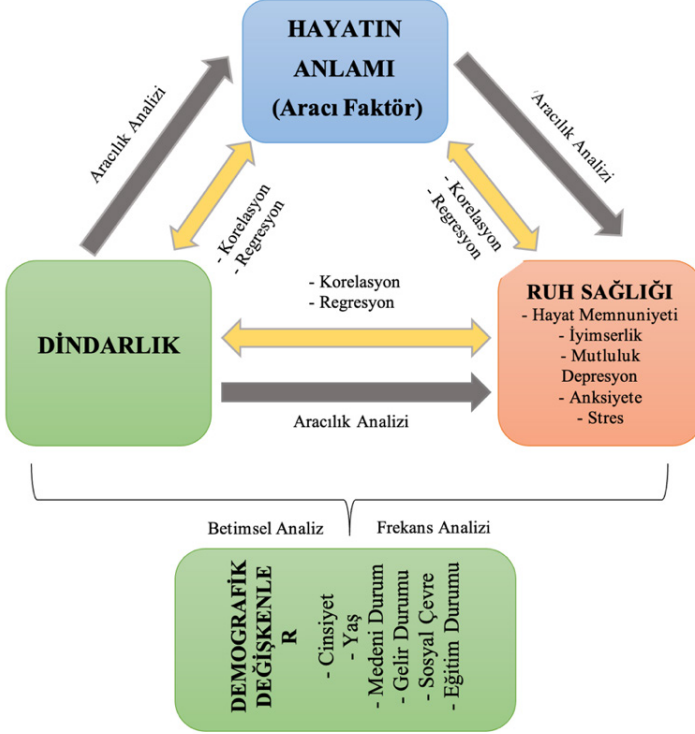 HAYATIN
ANLAMI
(Aracı Faktör)
Aracılık Analizi
Aracılık Analizi
- Korelasyon
- Regresyon
- Korelasyon
- Regresyon
- Korelasyon
- Regresyon
DİNDARLIK
RUH SAĞLIĞI
- Hayat Memnuniyeti
- İyimserlik
- Mutluluk
Depresyon
- Anksiyete
- Stres
Aracılık Analizi
Betimsel Analiz
Frekans Analizi
DEMOGRAFİK
DEĞİŞKENLE
R
- Cinsiyet
- Yaş
- Medeni Durum
- Gelir Durumu
- Sosyal Çevre
- Eğitim Durumu